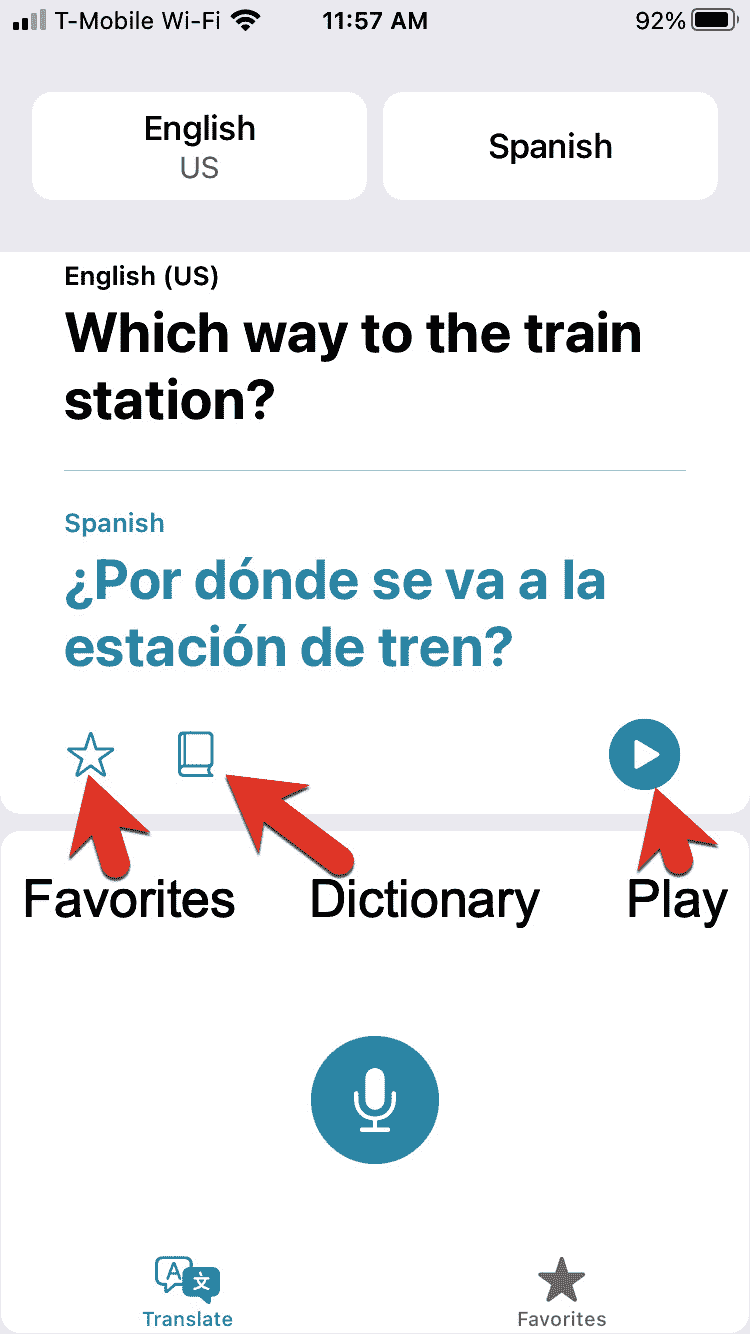 T-Mobile Wi-Fi 11:57 AM 92%
English
US
Spanish
English (US)
Which way to the train
station?
Spanish
¿Por dónde se va a la
estación de tren?
Favorites Dictionary Play
A 文
Translate Favorites